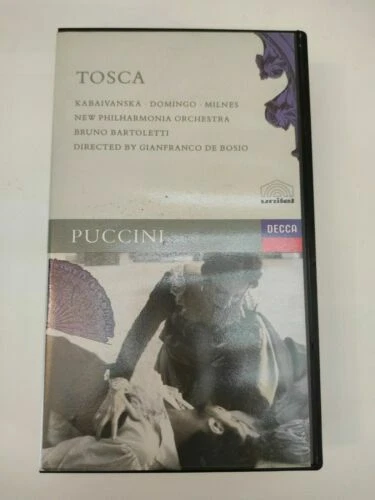 TOSCA
KABAIVANSKA · DOMINGO · MILNES
NEW PHILHARMONIA ORCHESTRA
BRUNO BARTOLETTI
DIRECTED BY GIANFRANCO DE BOSIO
unitel
DECCA
PUCCINI